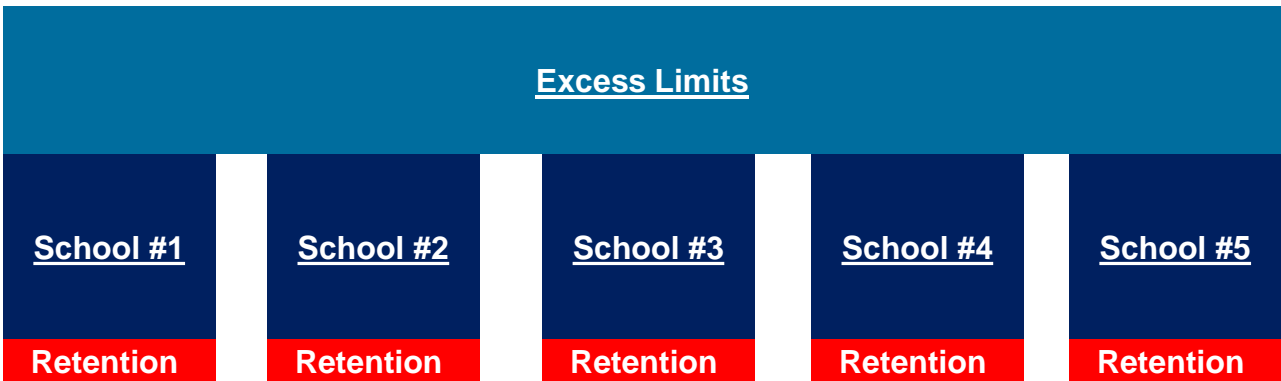 Excess Limits
School #1
School #2
School #3
School #4
School #5
Retention
Retention
Retention
Retention
Retention